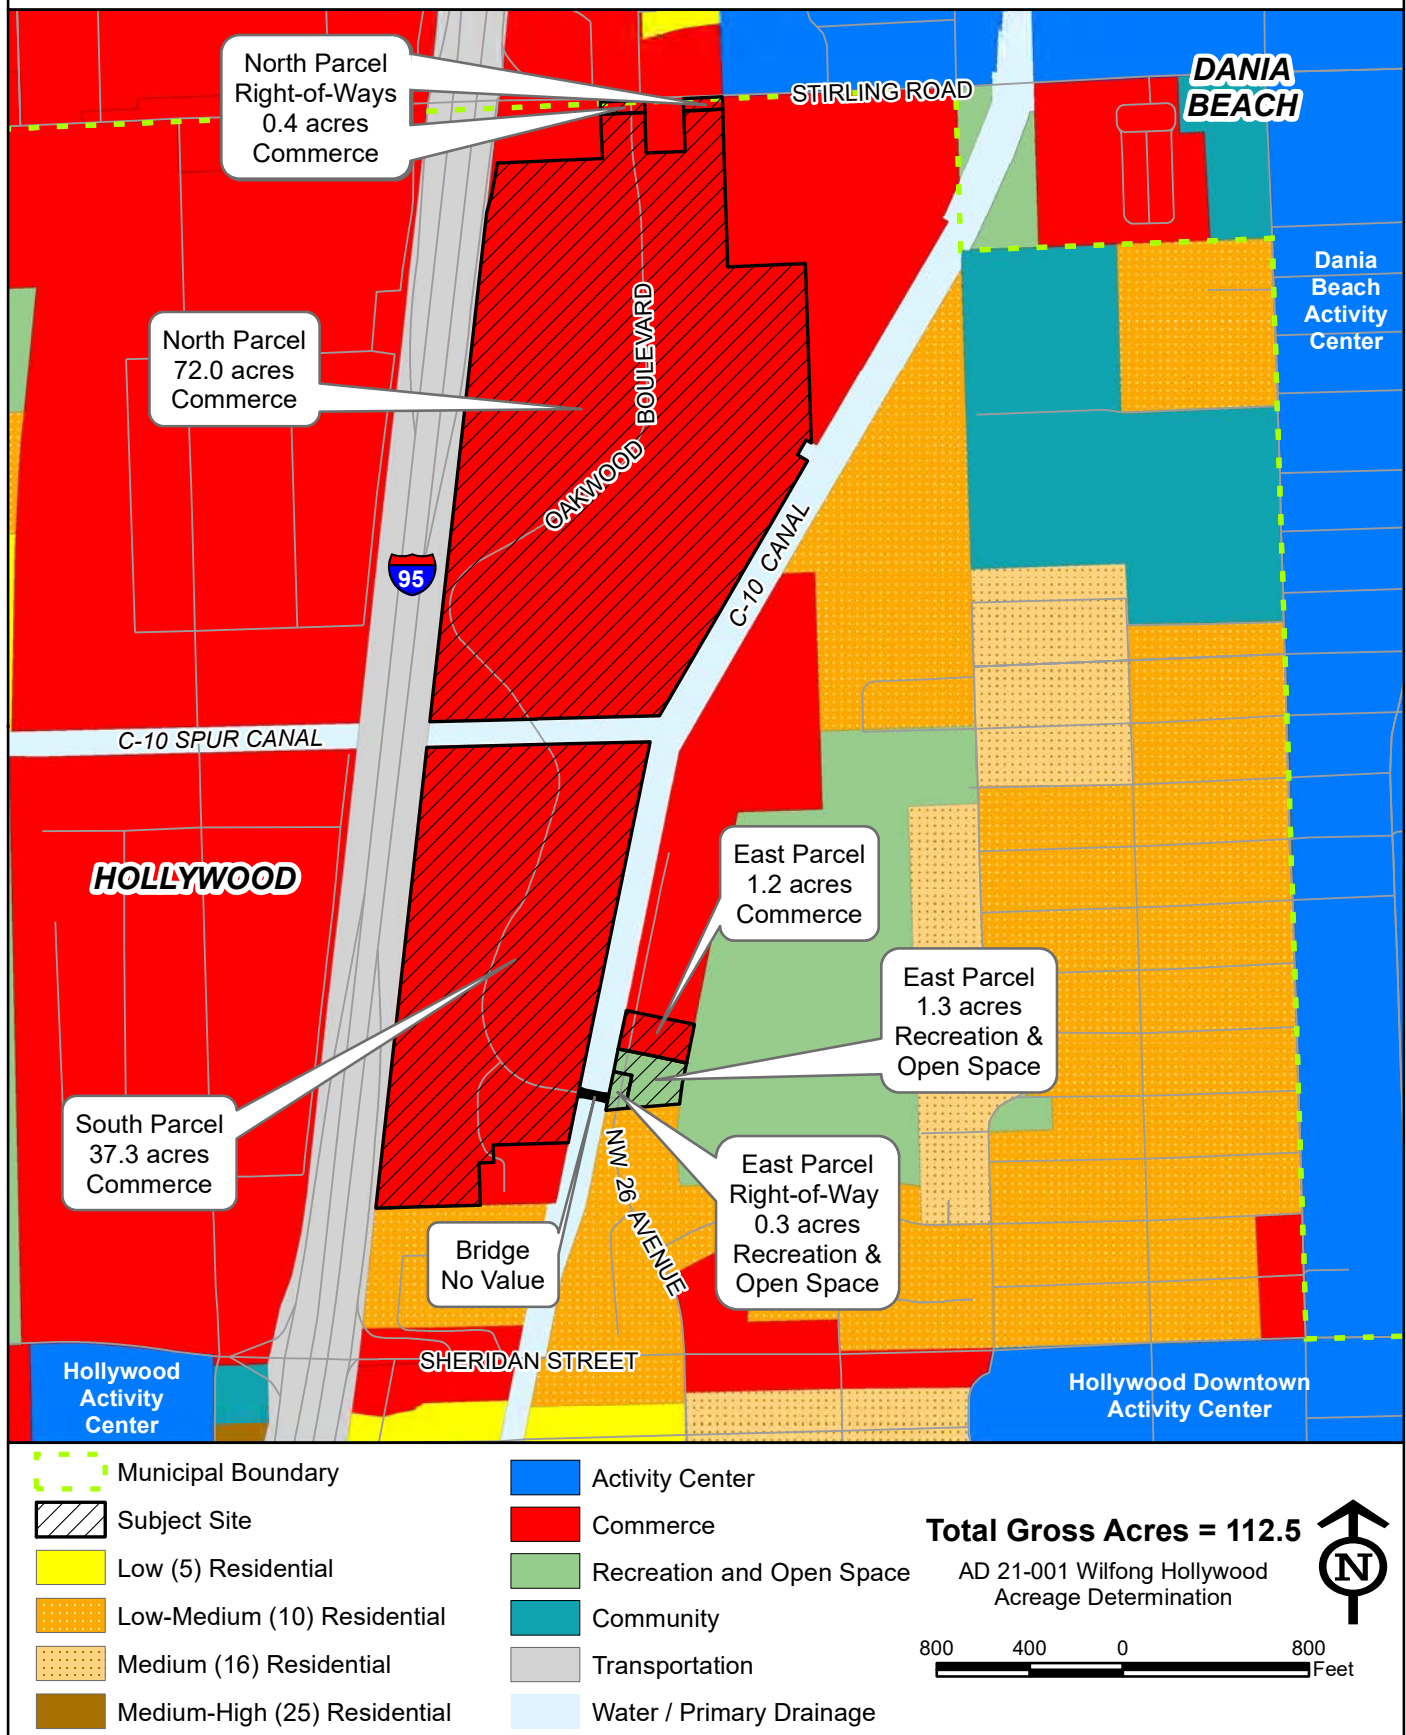 North Parcel
Right-of-Ways
0.4 acres
Commerce
STIRLING ROAD
DANIA
BEACH
Dania
Beach
Activity
Center
North Parcel
72.0 acres
Commerce
OAKWOOD BOULEVARD
C-10 CANAL
95
C-10 SPUR CANAL
HOLLYWOOD
East Parcel
1.2 acres
Commerce
East Parcel
1.3 acres
Recreation &
Open Space
South Parcel
37.3 acres
Commerce
NW 26 AVENUE
East Parcel
Right-of-Way
0.3 acres
Recreation &
Open Space
Bridge
No Value
SHERIDAN STREET
Hollywood
Activity
Center
Hollywood Downtown
Activity Center
Municipal Boundary
Subject Site
Low (5) Residential
Low-Medium (10) Residential
Medium (16) Residential
Medium-High (25) Residential
Activity Center
Commerce
Recreation and Open Space
Community
Transportation
Water / Primary Drainage
Total Gross Acres = 112.5
AD 21-001 Wilfong Hollywood
Acreage Determination
N
800 400 0 800
Feet